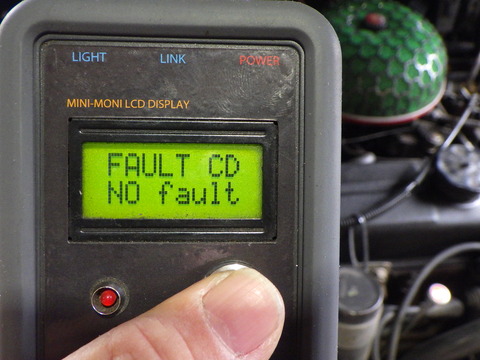 LIGHT LINK POWER
MINI-MONI LCD DISPLAY
FAULT CD
NO fault